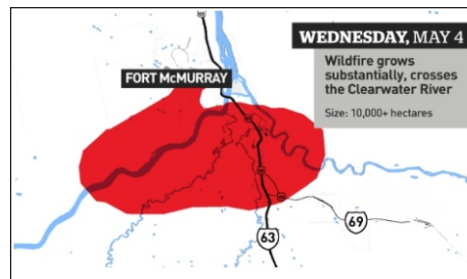 WEDNESDAY, MAY 4
Wildfire grows
substantially, crosses
the Clearwater River
Size: 10,000+ hectares
FORT McMURRAY
63
69